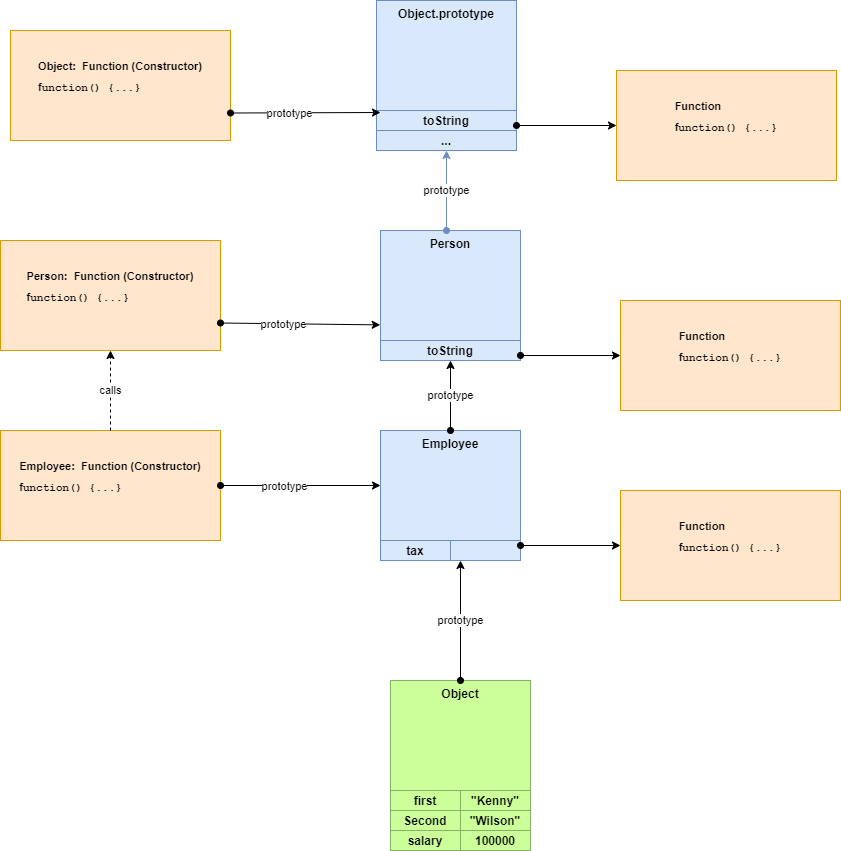 Object.prototype
Object:  Function (Constructor)
function() {...}
prototype
toString
...
Function
function() {...}
prototype
Person
Person:  Function (Constructor)
function() {...}
prototype
toString
Function
function() {...}
calls
prototype
Employee
Employee:  Function (Constructor)
function() {...}
prototype
tax
Function
function() {...}
prototype
Object
first "Kenny"
Second "Wilson"
salary 100000